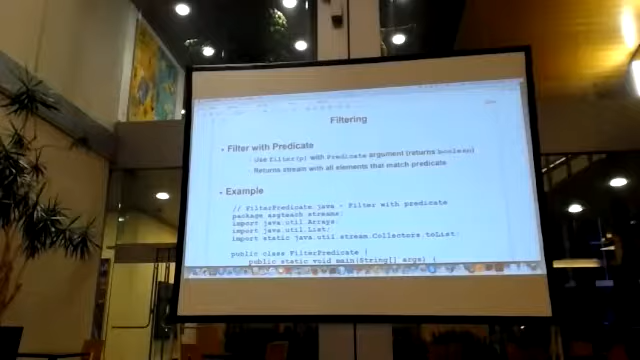 Filtering
• Filter with Predicate
Use filter(p) with Predicate argument (returns boolean)
Returns stream with all elements that match predicate
• Example
// FilterPredicate.java - Filter with predicate
package argteach.streams;
import java.util.Arrays;
import java.util.List;
import static java.util.stream.Collectors.toList;
public class FilterPredicate {
public static void main(String[] args) {